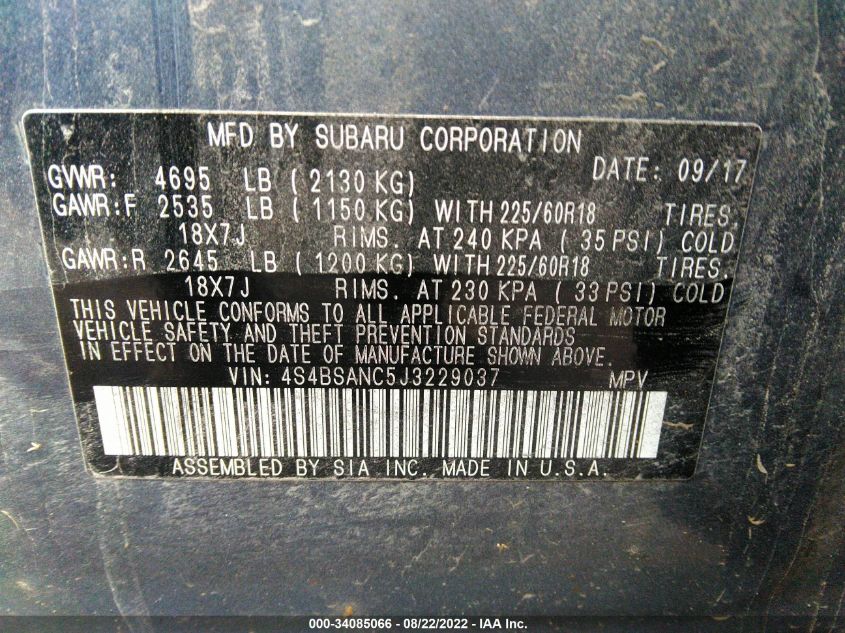 MFD BY SUBARU CORPORATION
DATE: 09/17
GVWR: 4695 LB ( 2130 KG)
GAWR:F 2535 LB ( 1150 KG) WITH 225/60R18 TIRES.
18X7J RIMS. AT 240 KPA ( 35 PSI) COLD
GAWR:R 2645 LB ( 1200 KG) WITH 225/60R18 TIRES.
18X7J RIMS. AT 230 KPA ( 33 PSI) COLD
THIS VEHICLE CONFORMS TO ALL APPLICABLE FEDERAL MOTOR
VEHICLE SAFETY AND THEFT PREVENTION STANDARDS
IN EFFECT ON THE DATE OF MANUFACTURE SHOWN ABOVE.
VIN: 4S4BSANC5J3229037 MPV
ASSEMBLED BY SIA INC. MADE IN U.S.A.
000-34085066 - 08/22/2022 - IAA Inc.